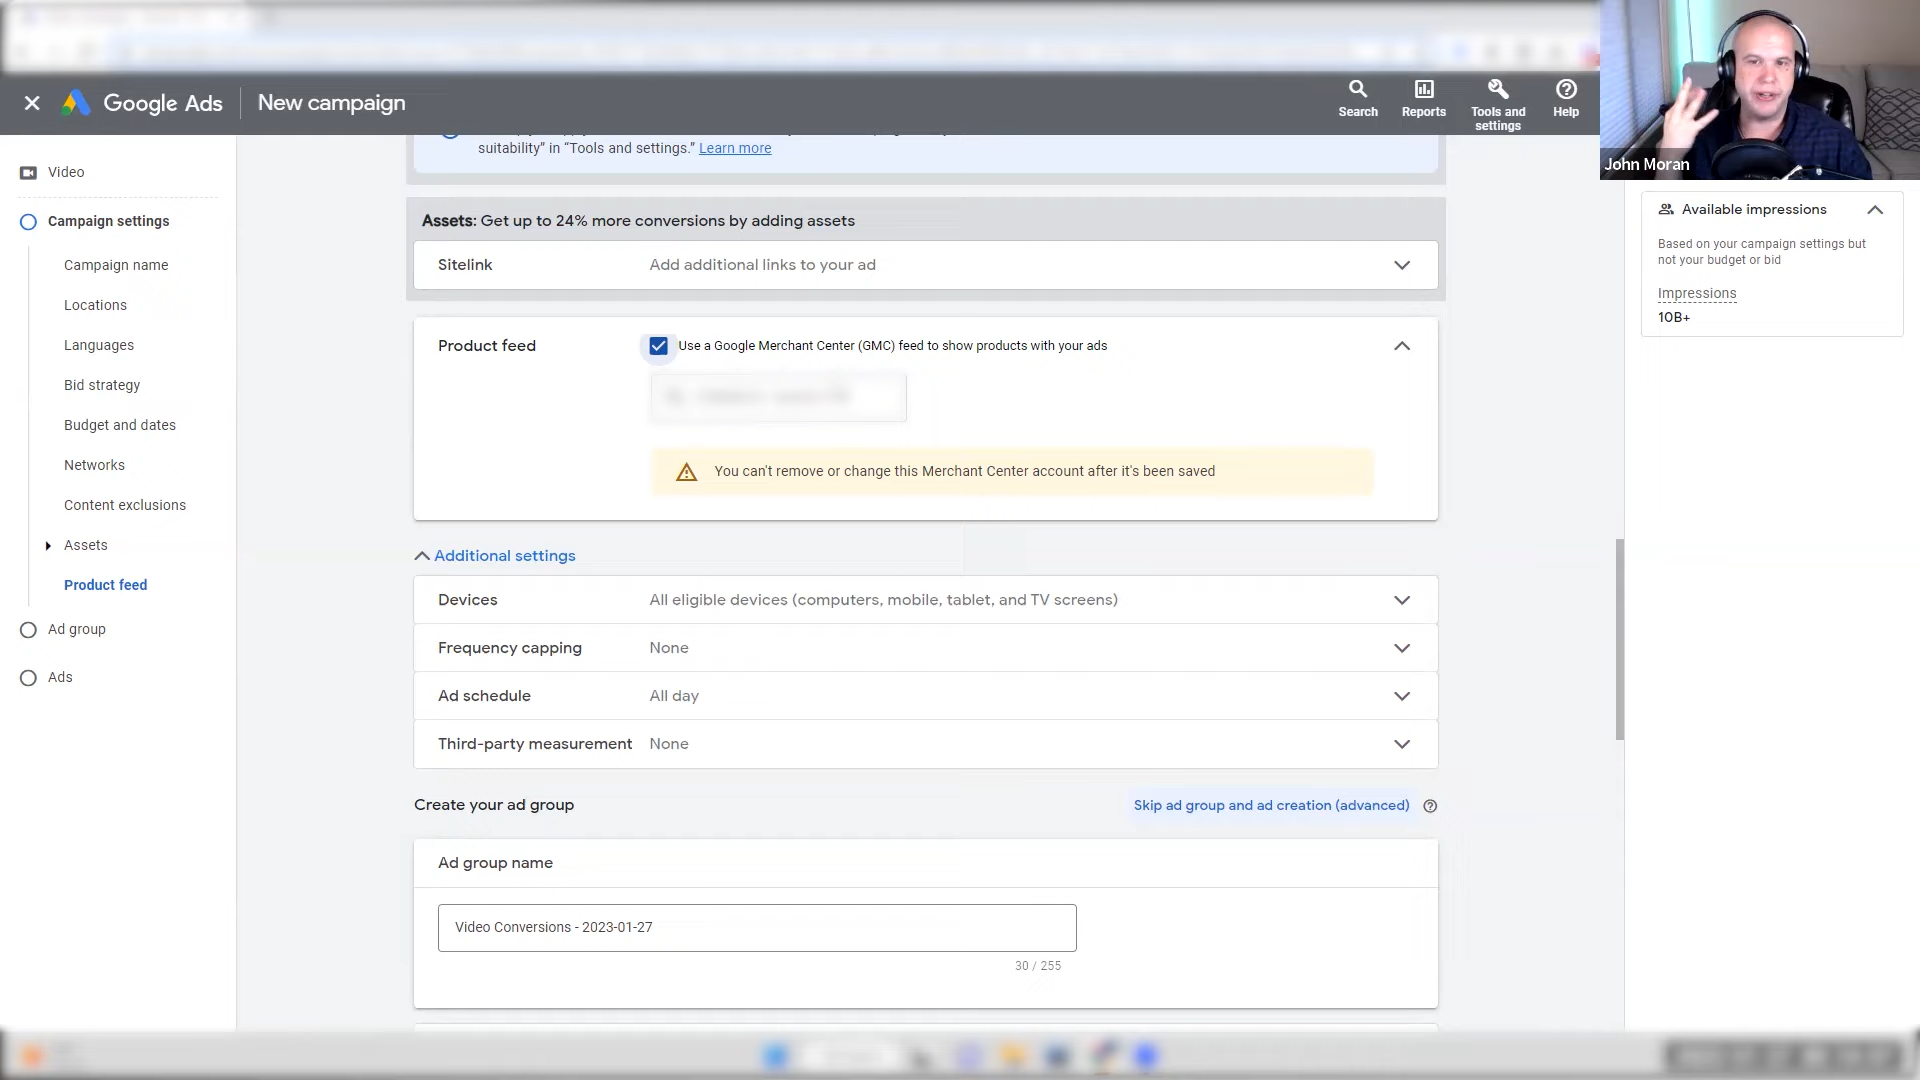 Google Ads
New campaign
Search
Reports
Tools and
settings
Help
John Moran
Video
Campaign settings
Campaign name
Locations
Languages
Bid strategy
Budget and dates
Networks
Content exclusions
Assets
Product feed
Ad group
Ads
suitability” in “Tools and settings.” Learn more
Assets: Get up to 24% more conversions by adding assets
Sitelink Add additional links to your ad
Product feed Use a Google Merchant Center (GMC) feed to show products with your ads
You can't remove or change this Merchant Center account after it's been saved
Additional settings
Devices All eligible devices (computers, mobile, tablet, and TV screens)
Frequency capping None
Ad schedule All day
Third-party measurement None
Create your ad group Skip ad group and ad creation (advanced)
Ad group name
Video Conversions - 2023-01-27
30 / 255
Available impressions
Based on your campaign settings but
not your budget or bid
Impressions
10B+